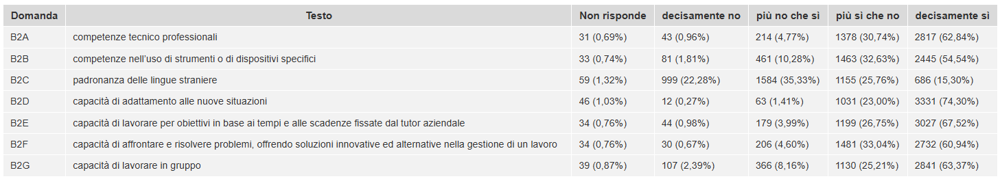 Domanda Testo Non risponde decisamente no più no che sì più sì che no decisamente sì
B2A competenze tecnico professionali 31 (0,69%) 43 (0,96%) 214 (4,77%) 1378 (30,74%) 2817 (62,84%)
B2B competenze nell'uso di strumenti o di dispositivi specifici 33 (0,74%) 81 (1,81%) 461 (10,28%) 1463 (32,63%) 2445 (54,54%)
B2C padronanza delle lingue straniere 59 (1,32%) 999 (22,28%) 1584 (35,33%) 1155 (25,76%) 686 (15,30%)
B2D capacità di adattamento alle nuove situazioni 46 (1,03%) 12 (0,27%) 63 (1,41%) 1031 (23,00%) 3331 (74,30%)
B2E capacità di lavorare per obiettivi in base ai tempi e alle scadenze fissate dal tutor aziendale 34 (0,76%) 44 (0,98%) 179 (3,99%) 1199 (26,75%) 3027 (67,52%)
B2F capacità di affrontare e risolvere problemi, offrendo soluzioni innovative ed alternative nella gestione di un lavoro 34 (0,76%) 30 (0,67%) 206 (4,60%) 1481 (33,04%) 2732 (60,94%)
B2G capacità di lavorare in gruppo 39 (0,87%) 107 (2,39%) 366 (8,16%) 1130 (25,21%) 2841 (63,37%)